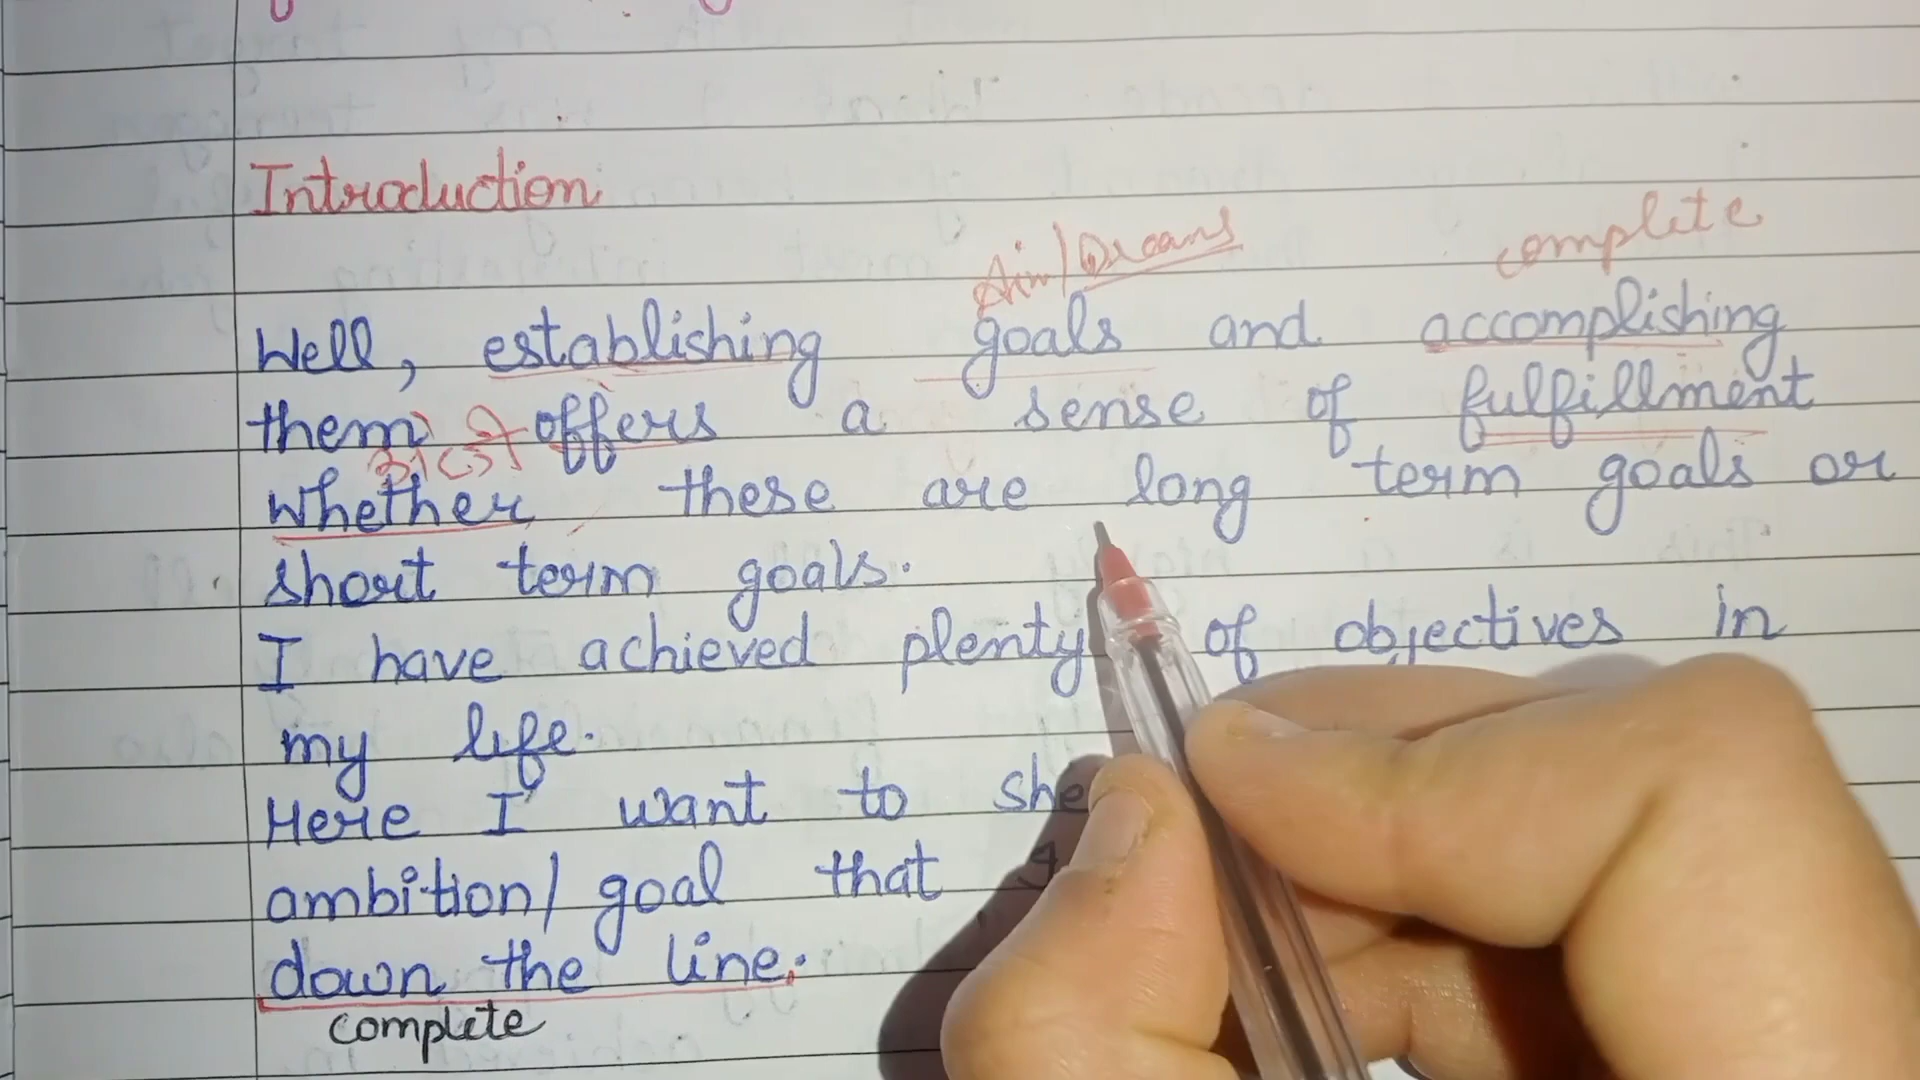 Introduction
Aim/Dreams complete
Well, establishing goals and accomplishing
them offers a sense of fulfillment
whether these are long term goals or
short term goals.
I have achieved plenty of objectives in
my life.
Here I want to
ambition/goal that
down the line.
complete